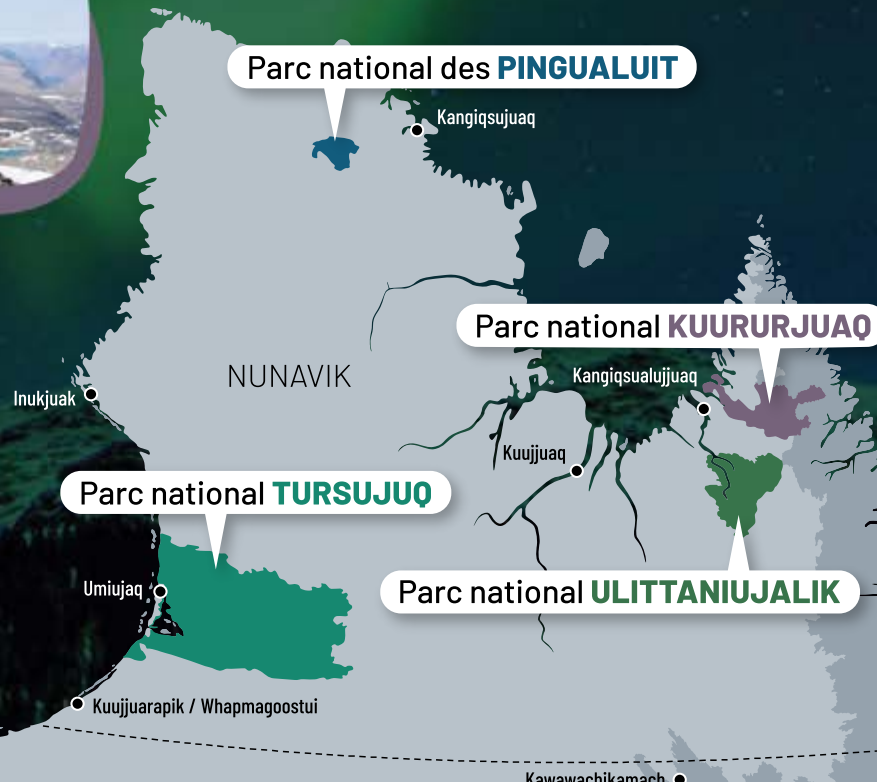 Parc national des PINGUALUIT
Kangiqsujuaq
Parc national KUURURJUAQ
NUNAVIK
Kangiqsualujjuaq
Inukjuak
Kuujjuaq
Parc national TURSUJUQ
Umiujaq
Parc national ULITTANIUJALIK
Kuujjuarapik / Whapmagoostui
Kawawachikamach